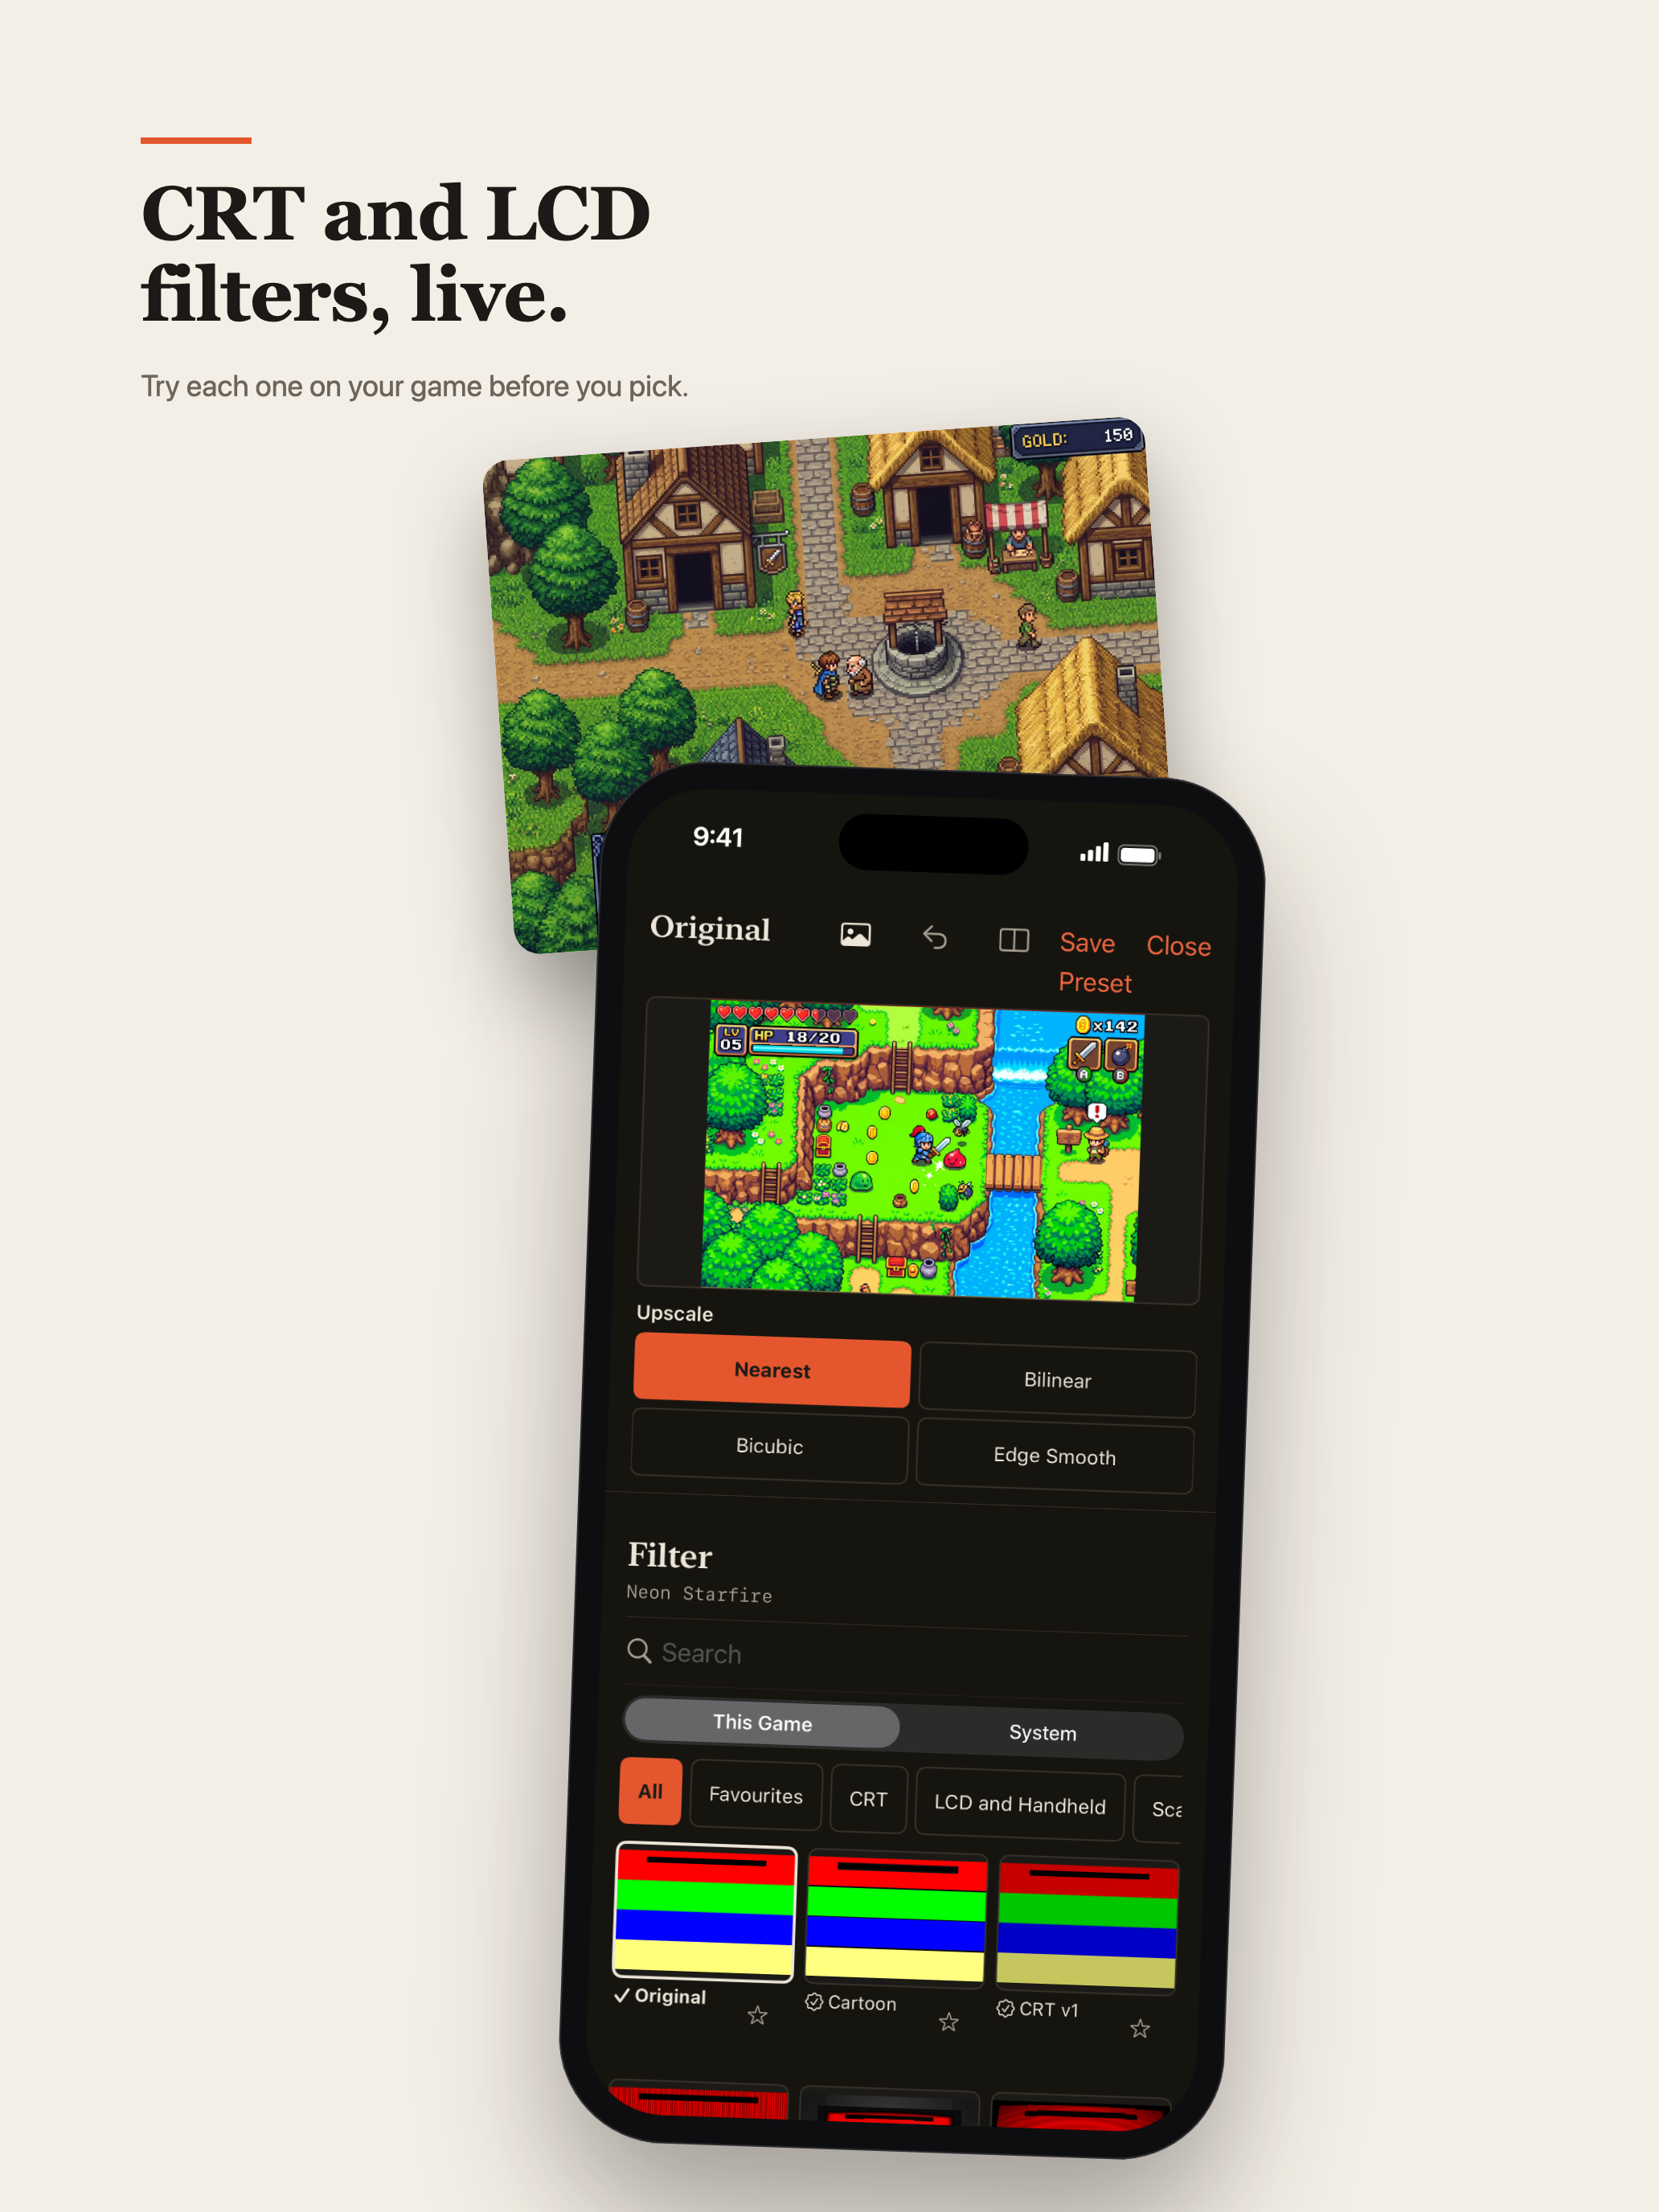 CRT and LCD
filters, live.
Try each one on your game before you pick.
GOLD: 150
9:41
Original
Save
Preset
Close
LV
05
HP 18/20
×142
A
B
!
Upscale
Nearest
Bilinear
Bicubic
Edge Smooth
Filter
Neon Starfire
Search
This Game
System
All
Favourites
CRT
LCD and Handheld
Sca
Original
Cartoon
CRT v1